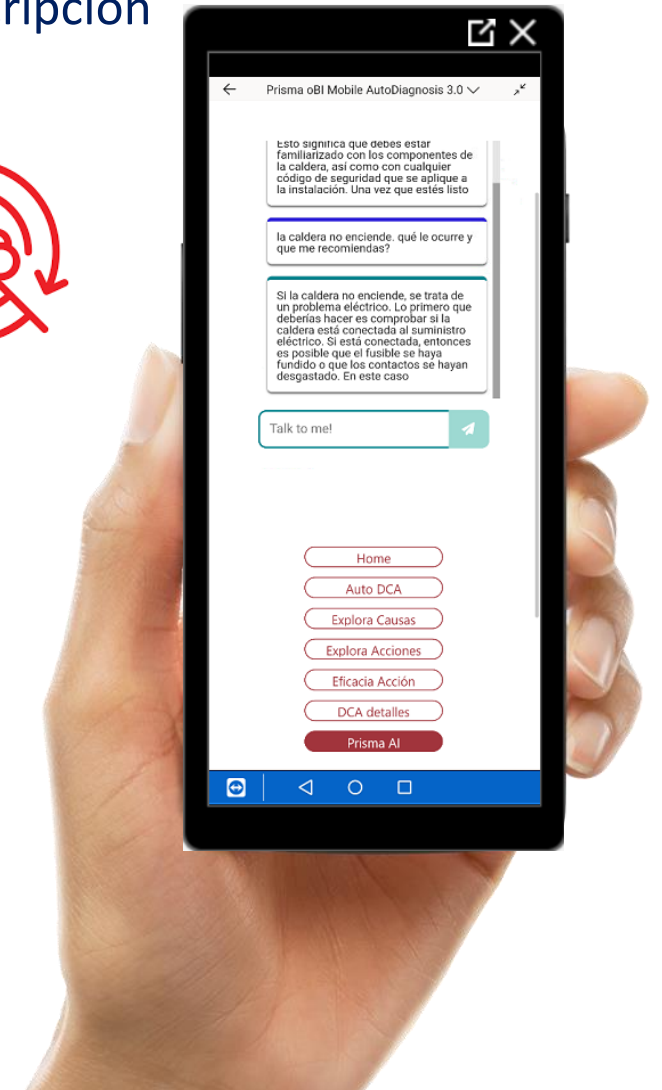 ripción
Prisma oBI Mobile AutoDiagnosis 3.0
Esto significa que debes estar
familiarizado con los componentes de
la caldera, así como con cualquier
código de seguridad que se aplique a
la instalación. Una vez que estés listo
la caldera no enciende. qué le ocurre y
que me recomiendas?
Si la caldera no enciende, se trata de
un problema eléctrico. Lo primero que
deberías hacer es comprobar si la
caldera está conectada al suministro
eléctrico. Si está conectada, entonces
es posible que el fusible se haya
fundido o que los contactos se hayan
desgastado. En este caso
Talk to me!
Home
Auto DCA
Explora Causas
Explora Acciones
Eficacia Acción
DCA detalles
Prisma AI